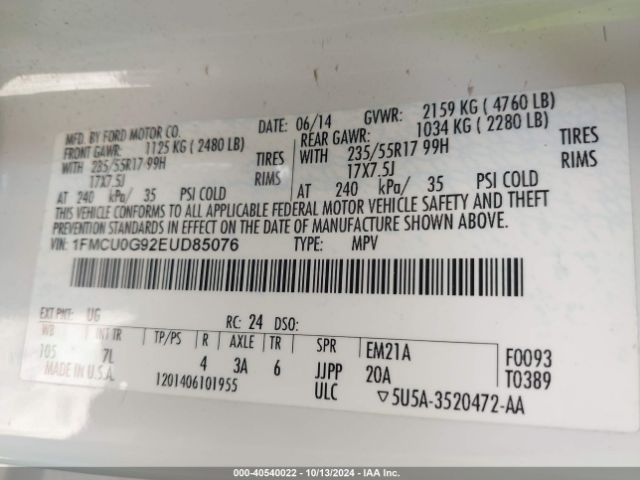 MFD. BY FORD MOTOR CO. DATE: 06/14 GVWR: 2159 KG ( 4760 LB)
FRONT GAWR: 1125 KG ( 2480 LB) REAR GAWR: 1034 KG ( 2280 LB)
WITH 235/55R17 99H TIRES WITH 235/55R17 99H TIRES
17X7.5J RIMS 17X7.5J RIMS
AT 240 kPa/ 35 PSI COLD AT 240 kPa/ 35 PSI COLD
THIS VEHICLE CONFORMS TO ALL APPLICABLE FEDERAL MOTOR VEHICLE SAFETY AND THEFT
PREVENTION STANDARDS IN EFFECT ON THE DATE OF MANUFACTURE SHOWN ABOVE.
VIN: 1FMCU0G92EUD85076 TYPE: MPV
EXT PNT: UG RC: 24 DSO:
WB INT TR TP/PS R AXLE TR SPR EM21A F0093
105 7L 4 3A 6 JJPP 20A T0389
MADE IN U.S.A. 1201406101955 ULC ▽5U5A-3520472-AA
000-40540022 - 10/13/2024 - IAA Inc.